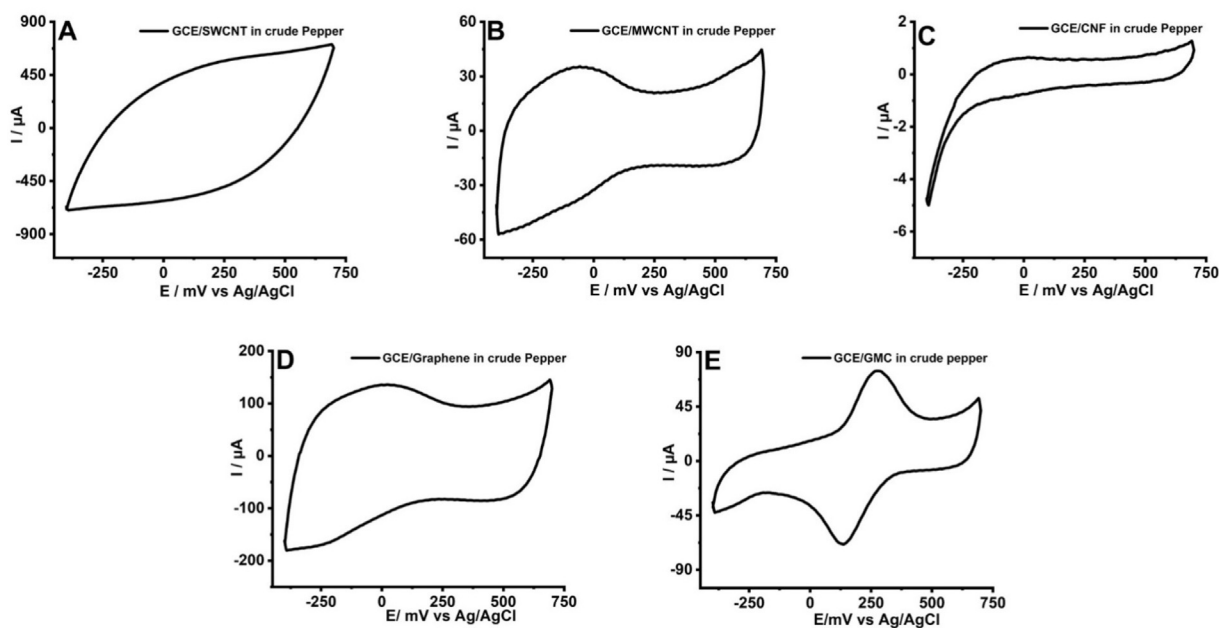 A
GCE/SWCNT in crude Pepper
900
450
0
-450
-900
I / µA
-250 0 250 500 750
E / mV vs Ag/AgCl
B
GCE/MWCNT in crude Pepper
60
30
0
-30
-60
I / µA
-250 0 250 500 750
E / mV vs Ag/AgCl
C
GCE/CNF in crude Pepper
2
0
-2
-4
-6
I / µA
-250 0 250 500 750
E / mV vs Ag/AgCl
D
GCE/Graphene in crude Pepper
200
100
0
-100
-200
I / µA
-250 0 250 500 750
E/ mV vs Ag/AgCl
E
GCE/GMC in crude pepper
90
45
0
-45
-90
I / µA
-250 0 250 500 750
E/mV vs Ag/AgCl